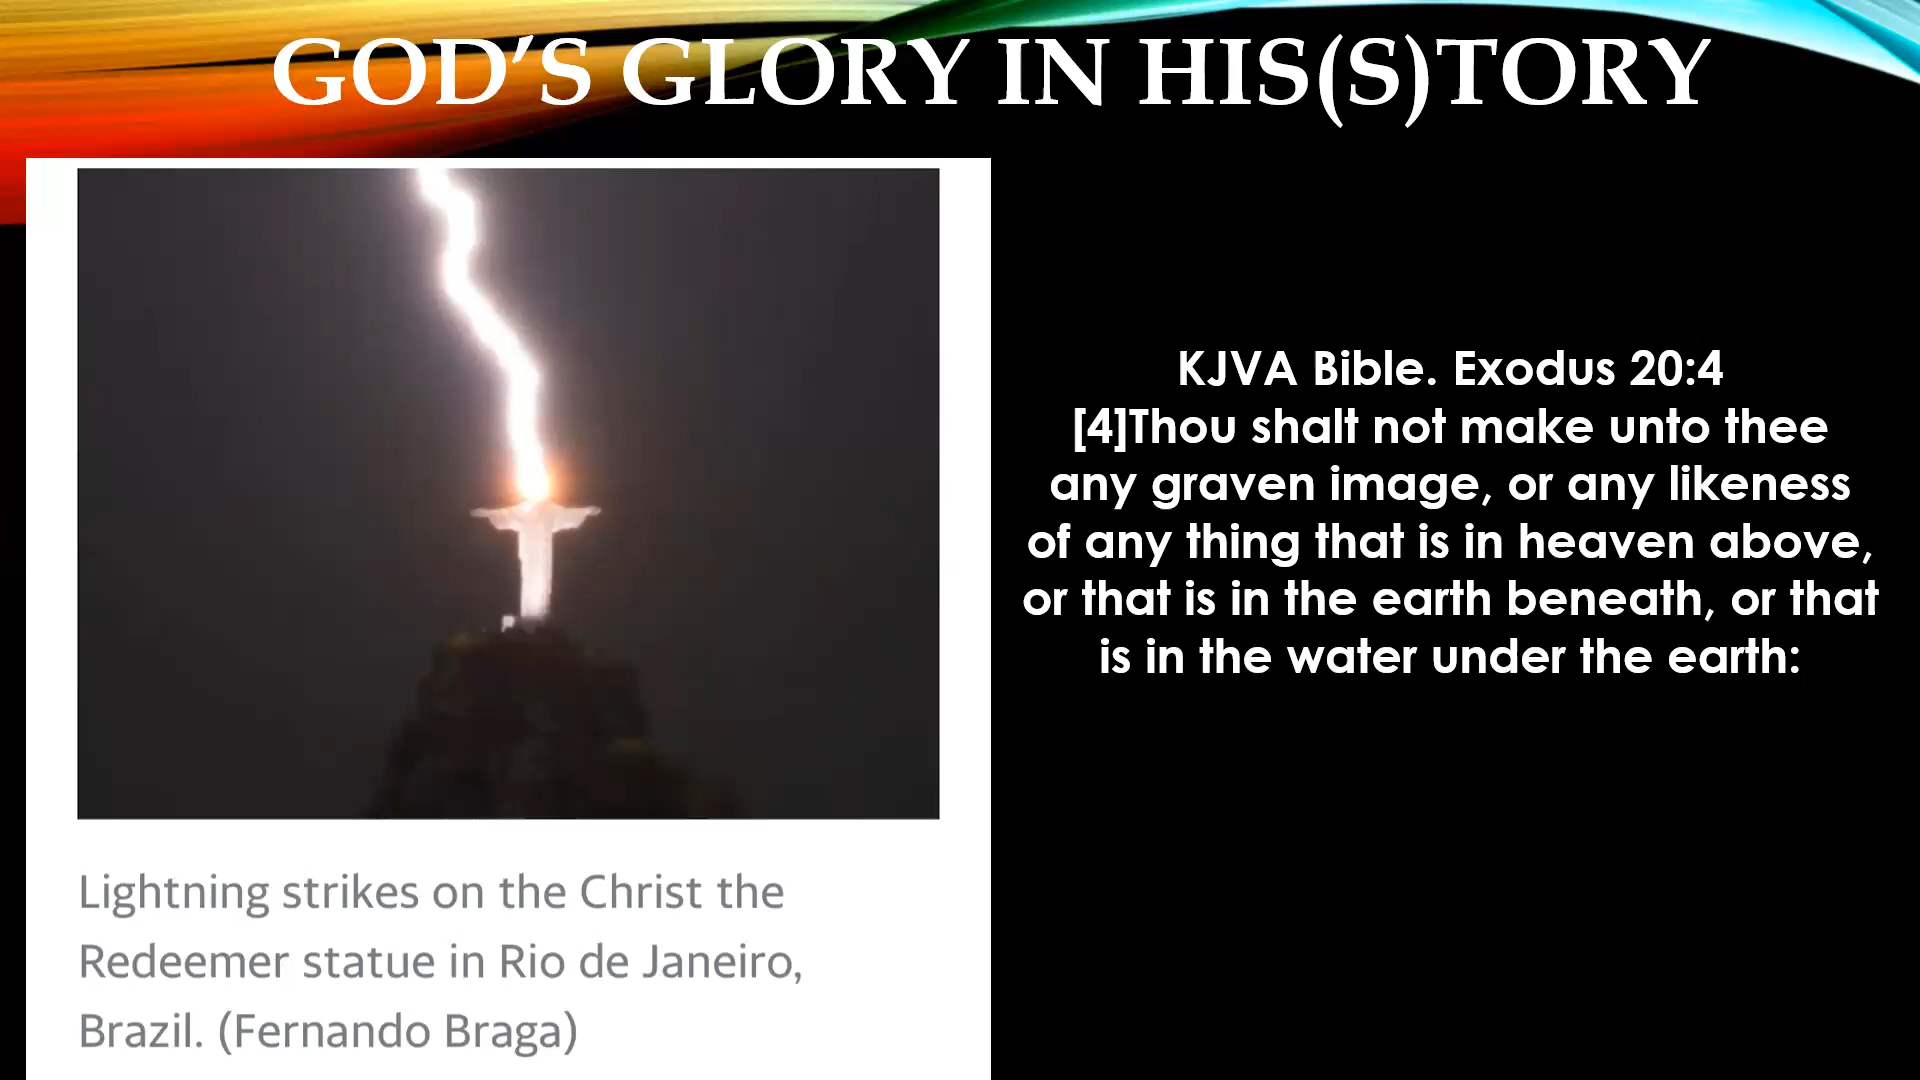 GOD’S GLORY IN HIS(S)TORY
Lightning strikes on the Christ the
Redeemer statue in Rio de Janeiro,
Brazil. (Fernando Braga)
KJVA Bible. Exodus 20:4
[4]Thou shalt not make unto thee
any graven image, or any likeness
of any thing that is in heaven above,
or that is in the earth beneath, or that
is in the water under the earth: